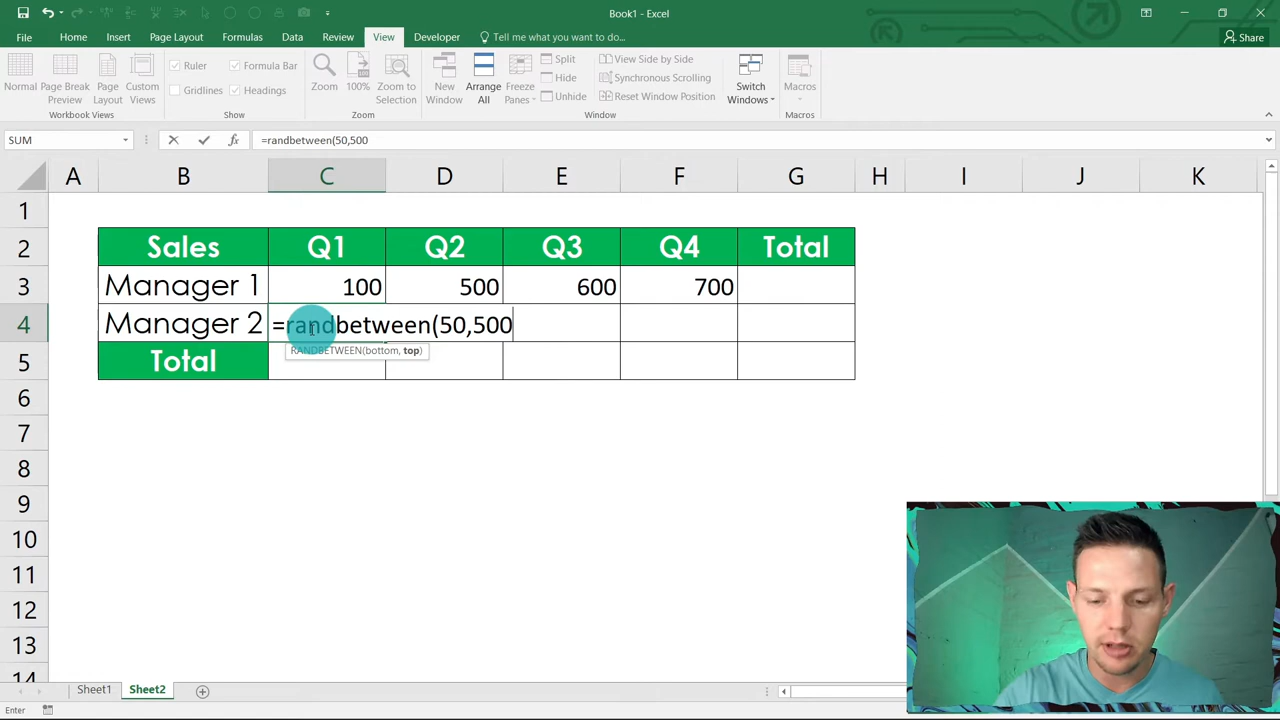 Book1 - Excel
File Home Insert Page Layout Formulas Data Review View Developer Tell me what you want to do... Share
Normal Page Break Preview Page Layout Custom Views
Ruler Formula Bar
Gridlines Headings
Zoom 100% Zoom to Selection
New Window Arrange All Freeze Panes
Split
Hide
Unhide
View Side by Side
Synchronous Scrolling
Reset Window Position
Switch Windows Macros
Workbook Views Show Zoom Window Macros
SUM fx =randbetween(50,500
A B C D E F G H I J K
1
2 Sales Q1 Q2 Q3 Q4 Total
3 Manager 1 100 500 600 700
4 Manager 2 =randbetween(50,500
RANDBETWEEN(bottom, top)
5 Total
6
7
8
9
10
11
12
13
14
Sheet1 Sheet2
Enter